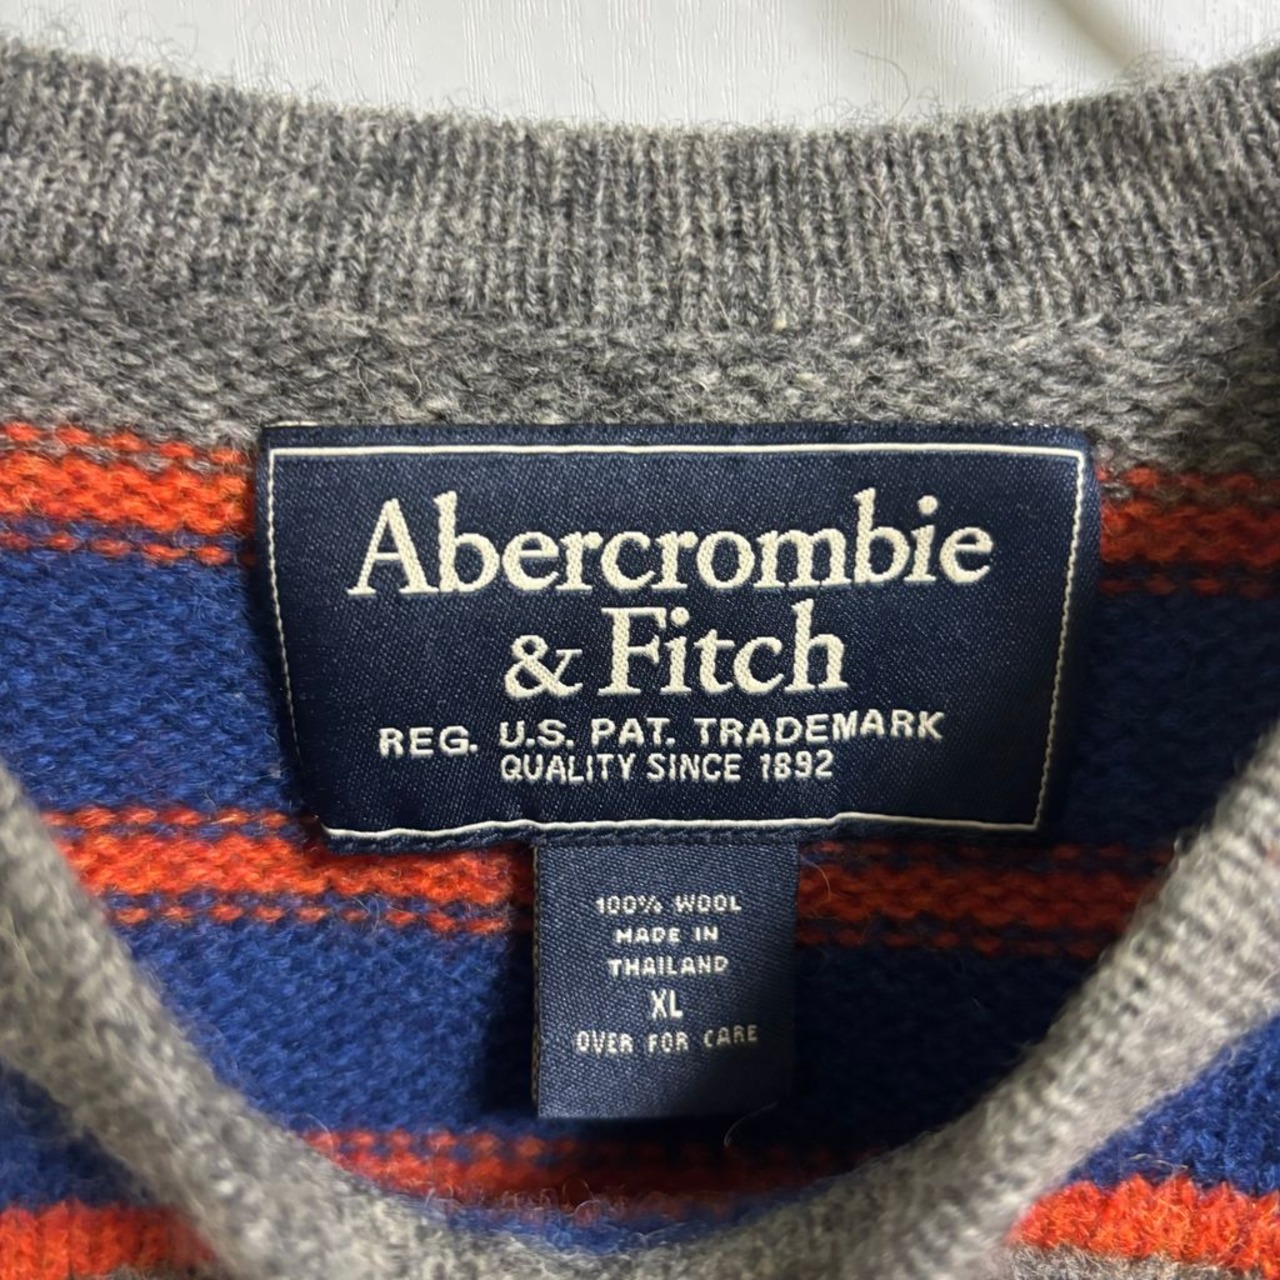 Abercrombie
& Fitch
REG. U.S. PAT. TRADEMARK
QUALITY SINCE 1892
100% WOOL
MADE IN
THAILAND
XL
OVER FOR CARE